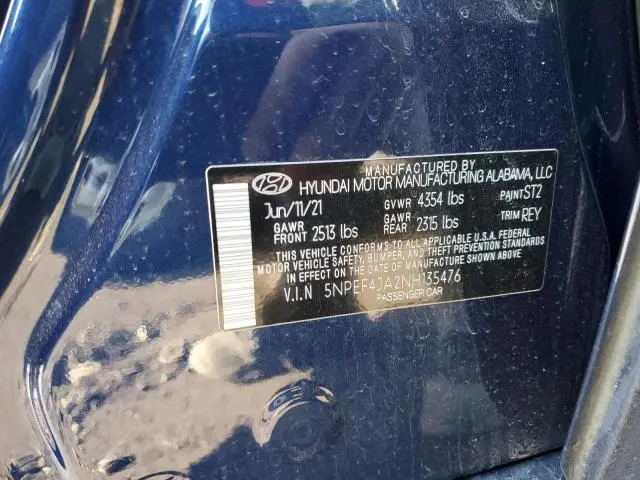 MANUFACTURED BY
HYUNDAI MOTOR MANUFACTURING ALABAMA, LLC
Jun/11/21 GVWR 4354 lbs PAINT ST2
GAWR FRONT 2513 lbs GAWR REAR 2315 lbs TRIM REY
THIS VEHICLE CONFORMS TO ALL APPLICABLE U.S.A. FEDERAL
MOTOR VEHICLE SAFETY, BUMPER, AND THEFT PREVENTION STANDARDS
IN EFFECT ON THE DATE OF MANUFACTURE SHOWN ABOVE.
V.I.N 5NPEF4JA2NH135476
PASSENGER CAR